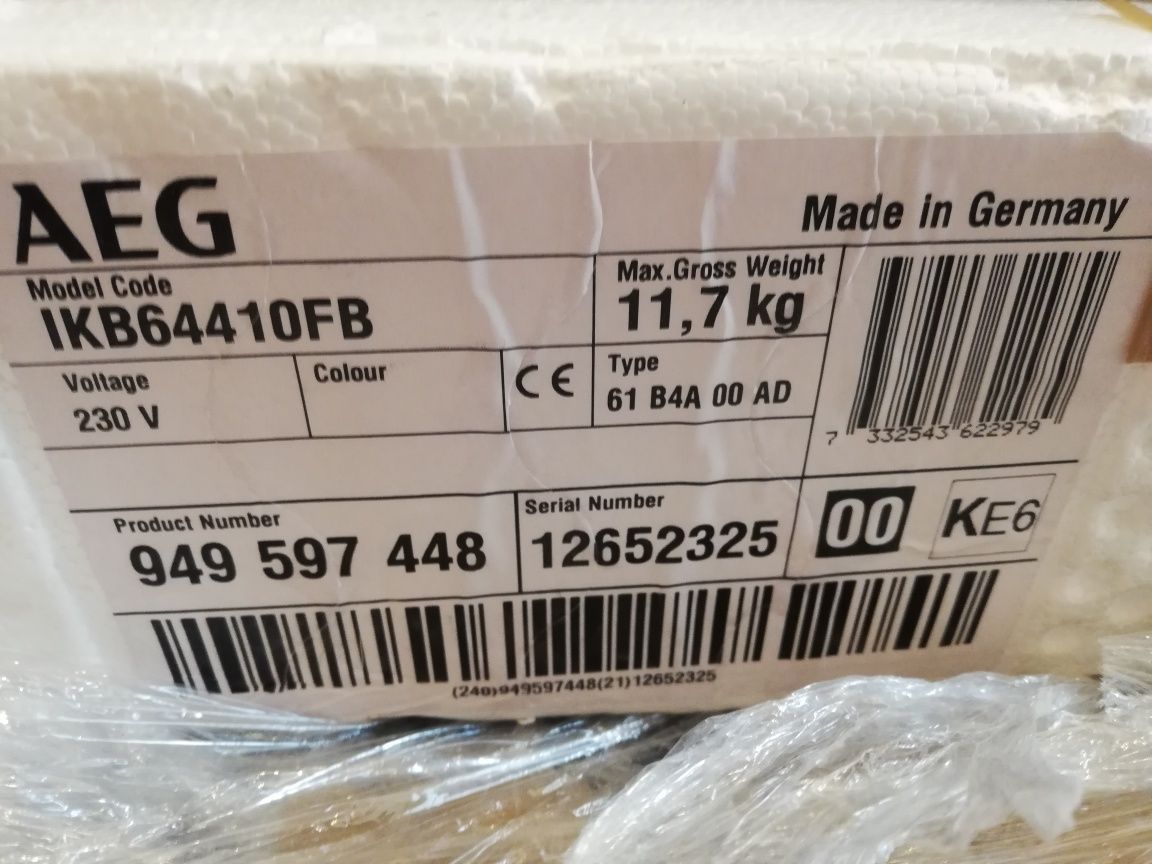 AEG
Made in Germany
Model Code
IKB64410FB
Max.Gross Weight
11,7 kg
Voltage
230 V
Colour
CE
Type
61 B4A 00 AD
7 332543 622979
Product Number
949 597 448
Serial Number
12652325
00
KE6
(240)949597448(21)12652325